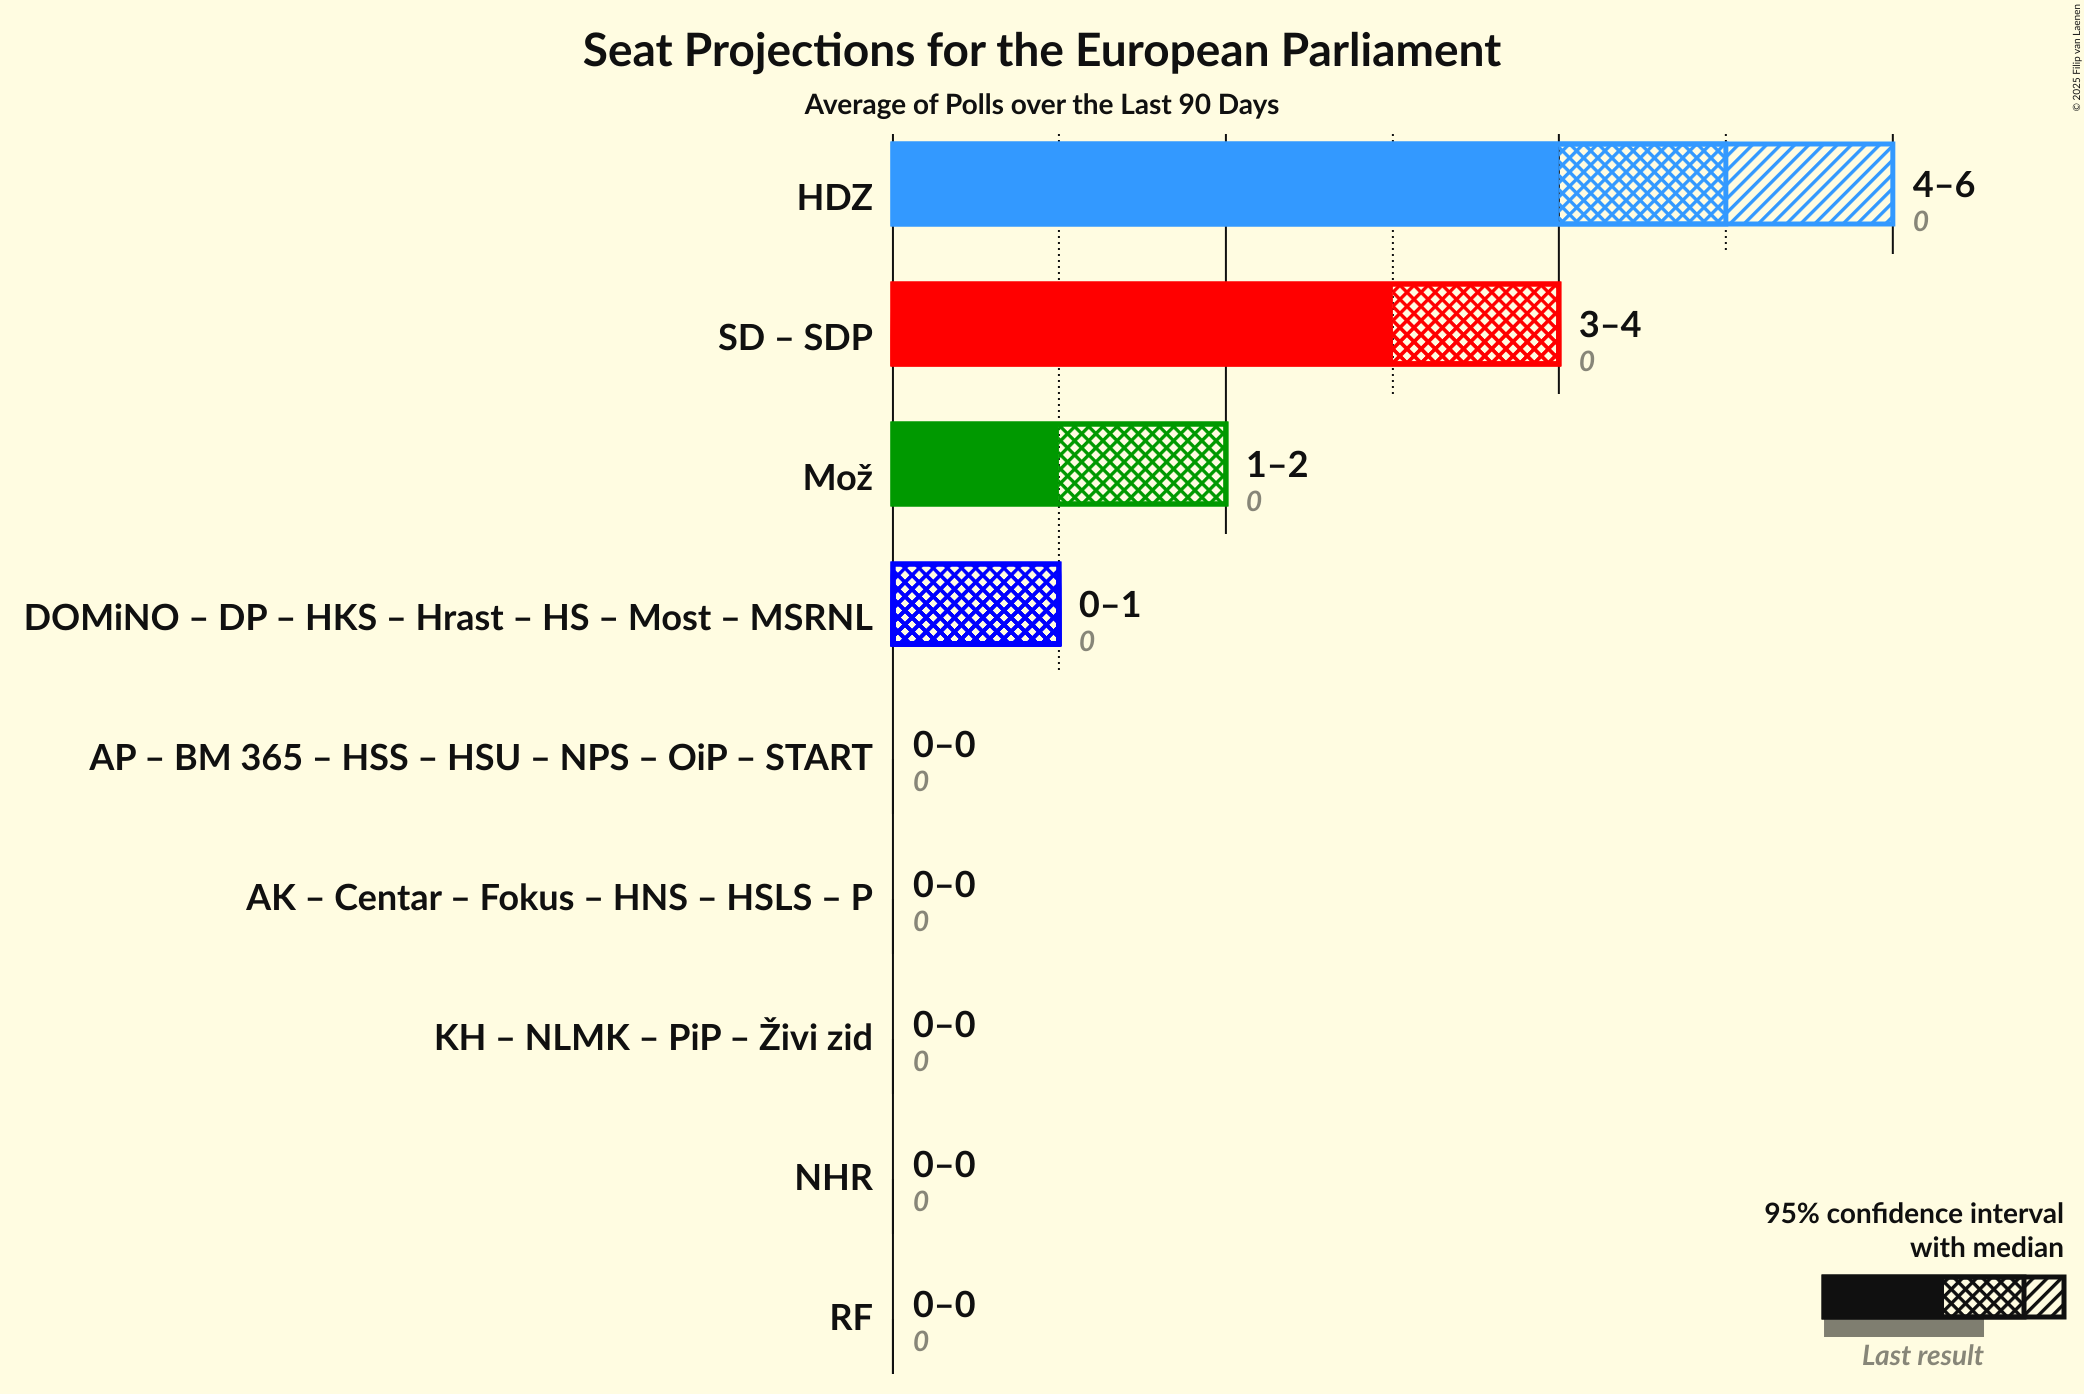 Seat Projections for the European Parliament
Average of Polls over the Last 90 Days
© 2025 Filip van Laenen
HDZ
4–6
0
SD – SDP
3–4
0
Mož
1–2
0
DOMiNO – DP – HKS – Hrast – HS – Most – MSRNL
0–1
0
AP – BM 365 – HSS – HSU – NPS – OiP – START
0–0
0
AK – Centar – Fokus – HNS – HSLS – P
0–0
0
KH – NLMK – PiP – Živi zid
0–0
0
NHR
0–0
0
RF
0–0
0
95% confidence interval
with median
Last result